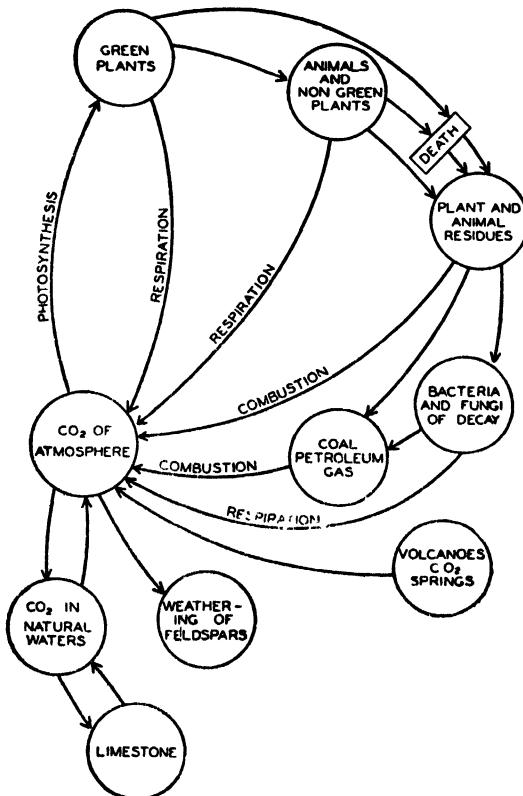 GREEN
PLANTS
ANIMALS
AND
NON GREEN
PLANTS
DEATH
PLANT AND
ANIMAL
RESIDUES
PHOTOSYNTHESIS
RESPIRATION
RESPIRATION
COMBUSTION
BACTERIA
AND FUNGI
OF DECAY
CO₂ OF
ATMOSPHERE
COAL
PETROLEUM
GAS
COMBUSTION
RESPIRATION
VOLCANOES
CO₂
SPRINGS
CO₂ IN
NATURAL
WATERS
WEATHER-
ING OF
FELDSPARS
LIMESTONE